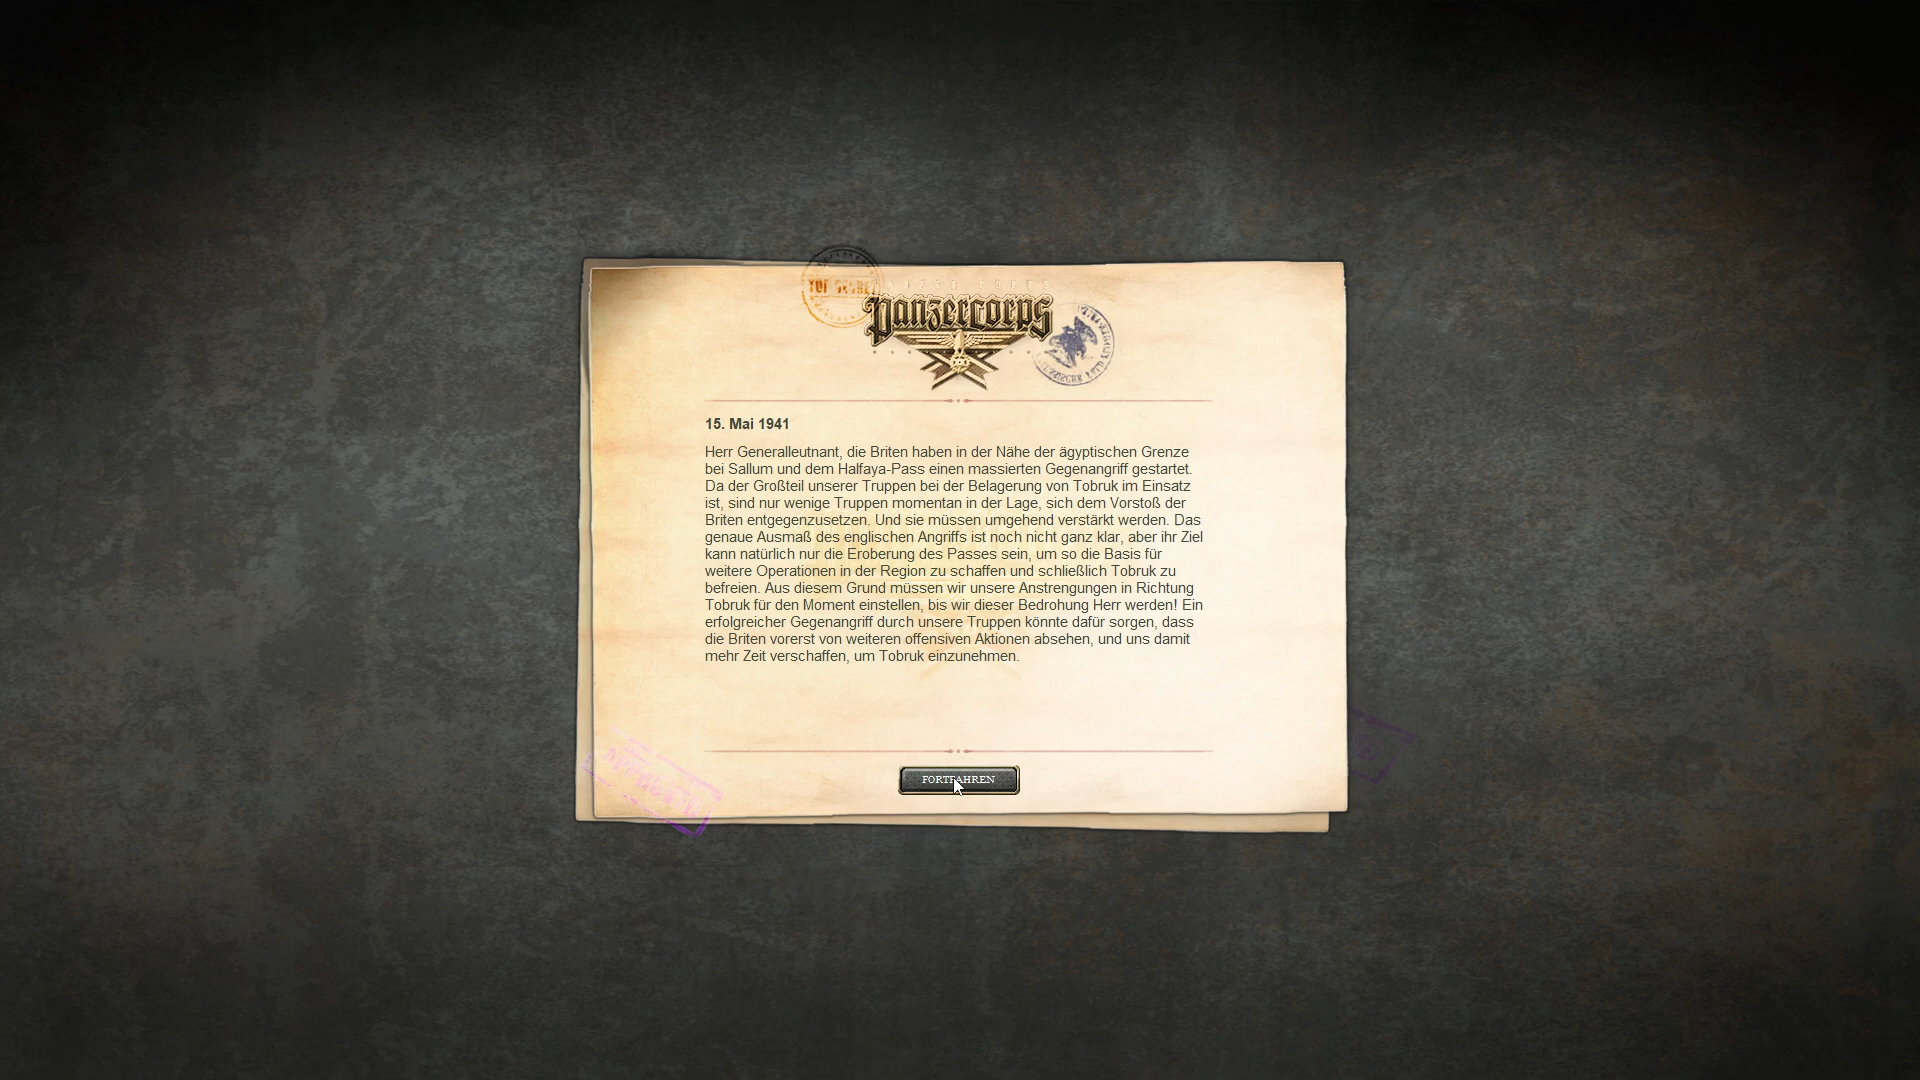 TOP SECRET
Panzercorps
15. Mai 1941
Herr Generalleutnant, die Briten haben in der Nähe der ägyptischen Grenze
bei Sallum und dem Halfaya-Pass einen massierten Gegenangriff gestartet.
Da der Großteil unserer Truppen bei der Belagerung von Tobruk im Einsatz
ist, sind nur wenige Truppen momentan in der Lage, sich dem Vorstoß der
Briten entgegenzusetzen. Und sie müssen umgehend verstärkt werden. Das
genaue Ausmaß des englischen Angriffs ist noch nicht ganz klar, aber ihr Ziel
kann natürlich nur die Eroberung des Passes sein, um so die Basis für
weitere Operationen in der Region zu schaffen und schließlich Tobruk zu
befreien. Aus diesem Grund müssen wir unsere Anstrengungen in Richtung
Tobruk für den Moment einstellen, bis wir dieser Bedrohung Herr werden! Ein
erfolgreicher Gegenangriff durch unsere Truppen könnte dafür sorgen, dass
die Briten vorerst von weiteren offensiven Aktionen absehen, und uns damit
mehr Zeit verschaffen, um Tobruk einzunehmen.
FORTFAHREN